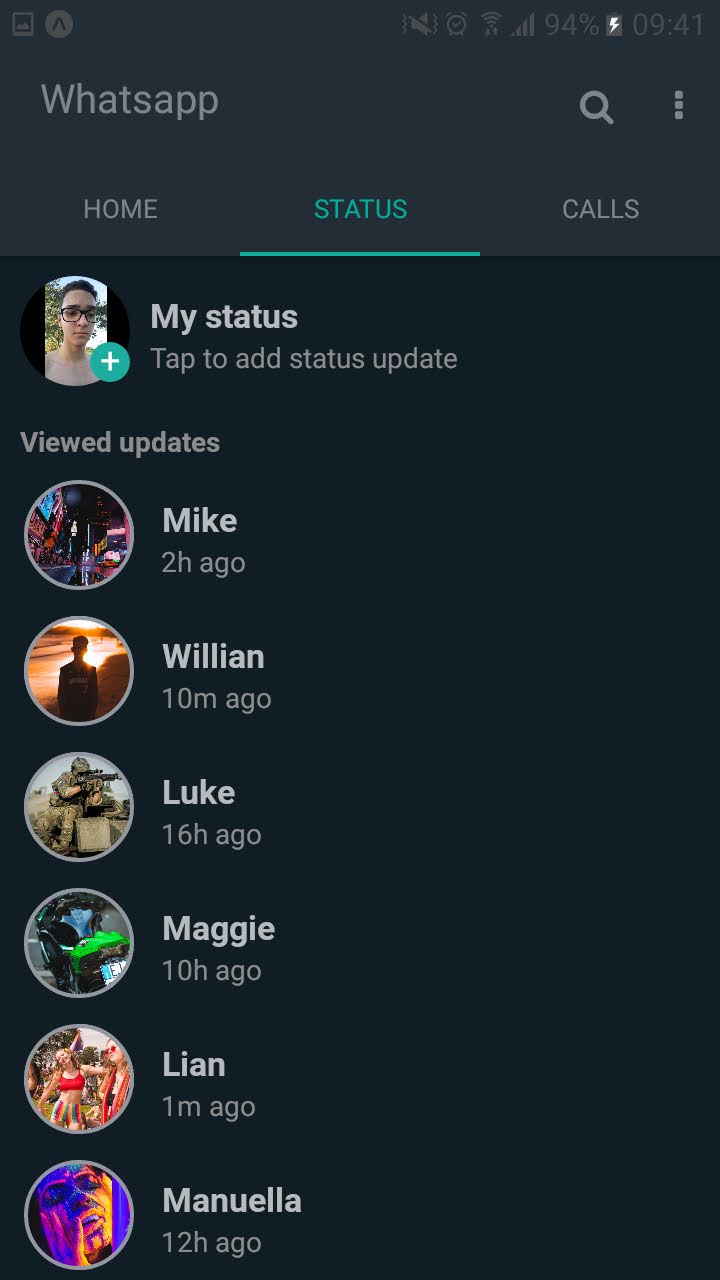 94% 09:41
Whatsapp
HOME STATUS CALLS
My status
Tap to add status update
Viewed updates
Mike
2h ago
Willian
10m ago
Luke
16h ago
Maggie
10h ago
Lian
1m ago
Manuella
12h ago